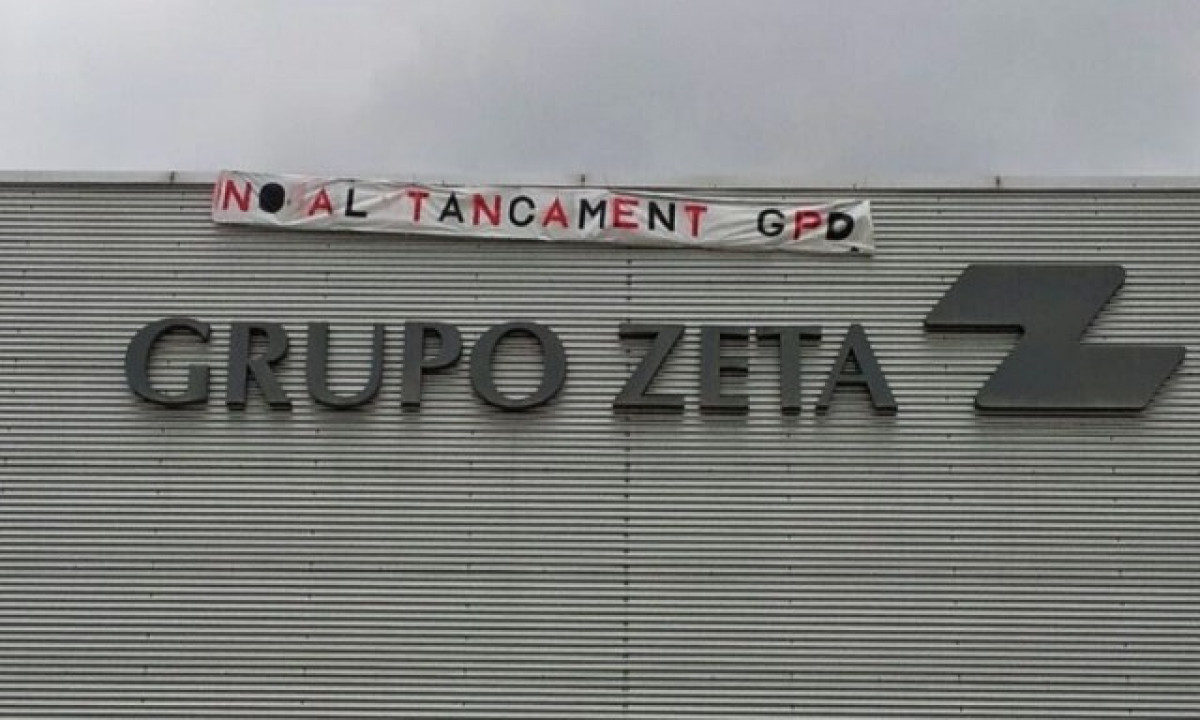 NO AL TANCAMENT GPD
GRUPO ZETA